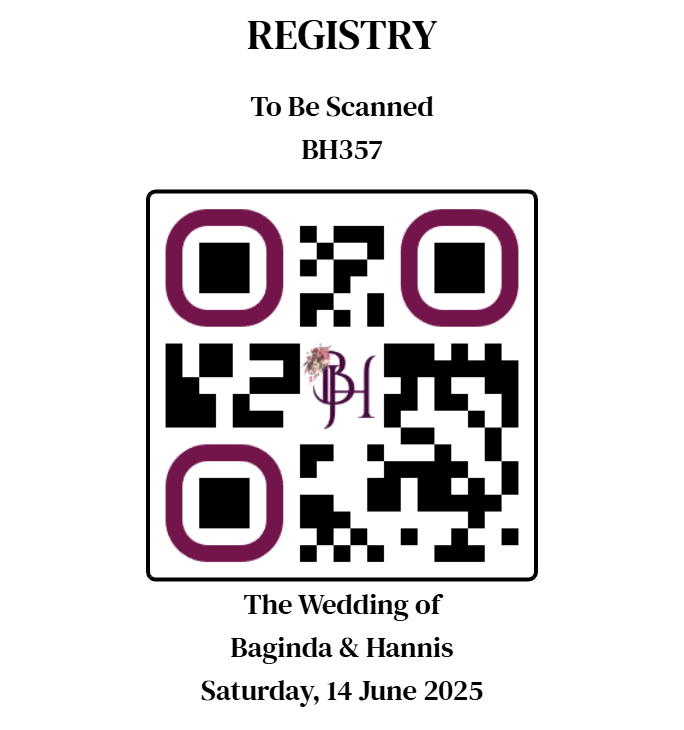 REGISTRY
To Be Scanned
BH357
BH
The Wedding of
Baginda & Hannis
Saturday, 14 June 2025